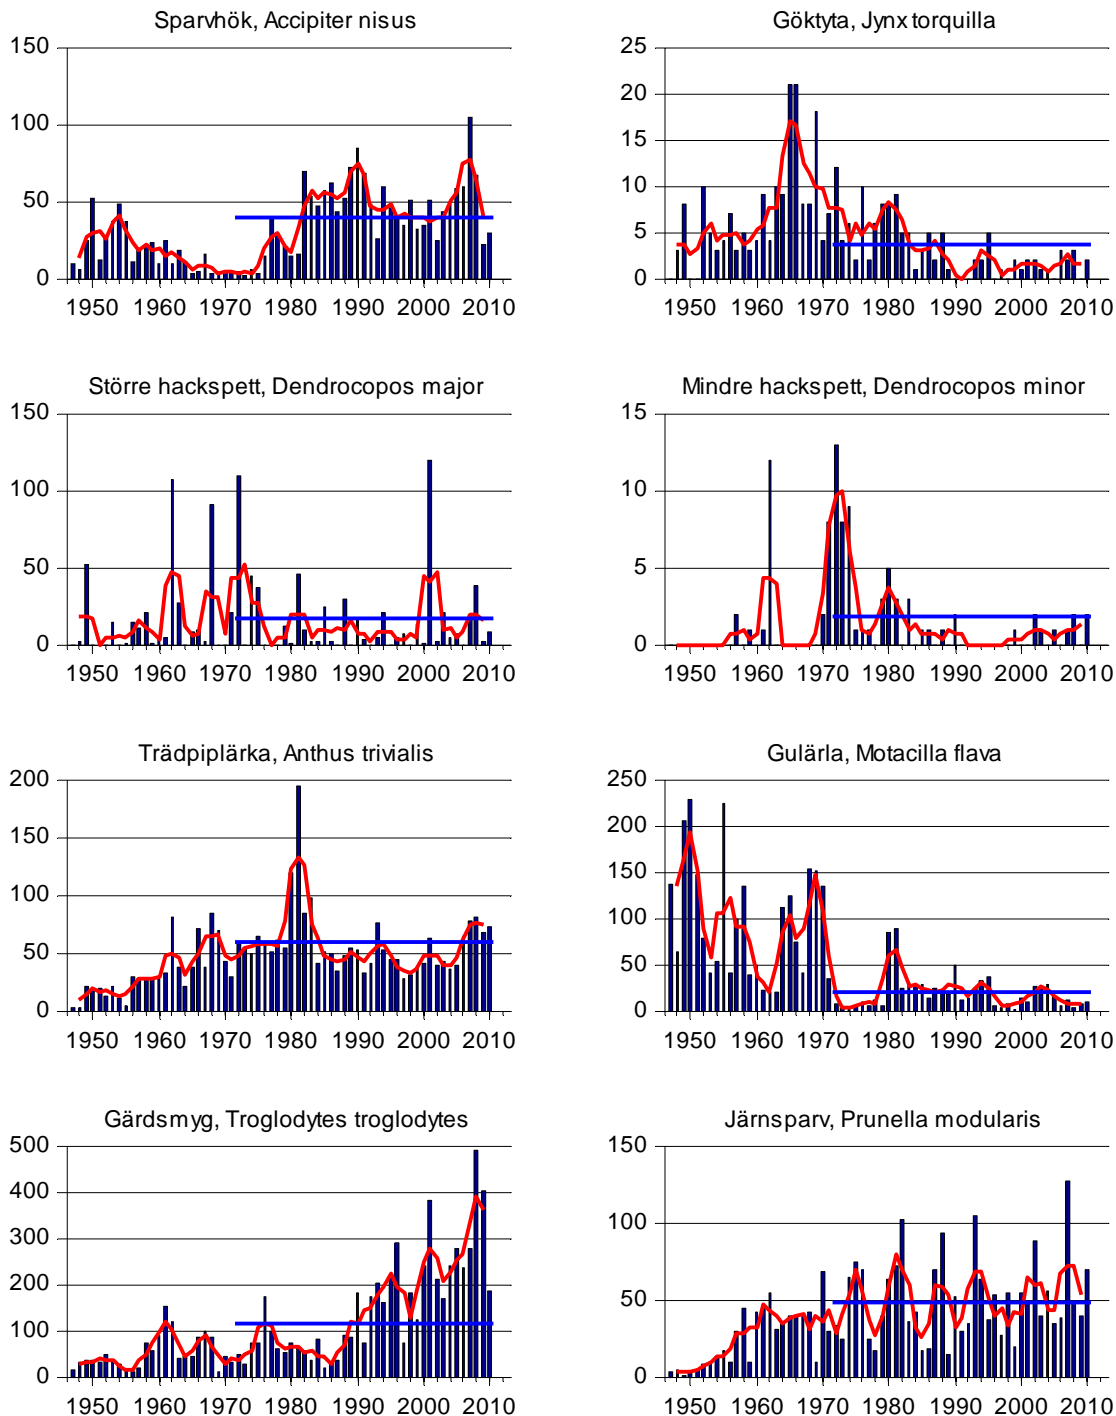 Sparvhök, Accipiter nisus
150
100
50
0
1950 1960 1970 1980 1990 2000 2010
Göktyta, Jynx torquilla
25
20
15
10
5
0
1950 1960 1970 1980 1990 2000 2010
Större hackspett, Dendrocopos major
150
100
50
0
1950 1960 1970 1980 1990 2000 2010
Mindre hackspett, Dendrocopos minor
15
10
5
0
1950 1960 1970 1980 1990 2000 2010
Trädpiplärka, Anthus trivialis
200
150
100
50
0
1950 1960 1970 1980 1990 2000 2010
Gulärla, Motacilla flava
250
200
150
100
50
0
1950 1960 1970 1980 1990 2000 2010
Gärdsmyg, Troglodytes troglodytes
500
400
300
200
100
0
1950 1960 1970 1980 1990 2000 2010
Järnsparv, Prunella modularis
150
100
50
0
1950 1960 1970 1980 1990 2000 2010